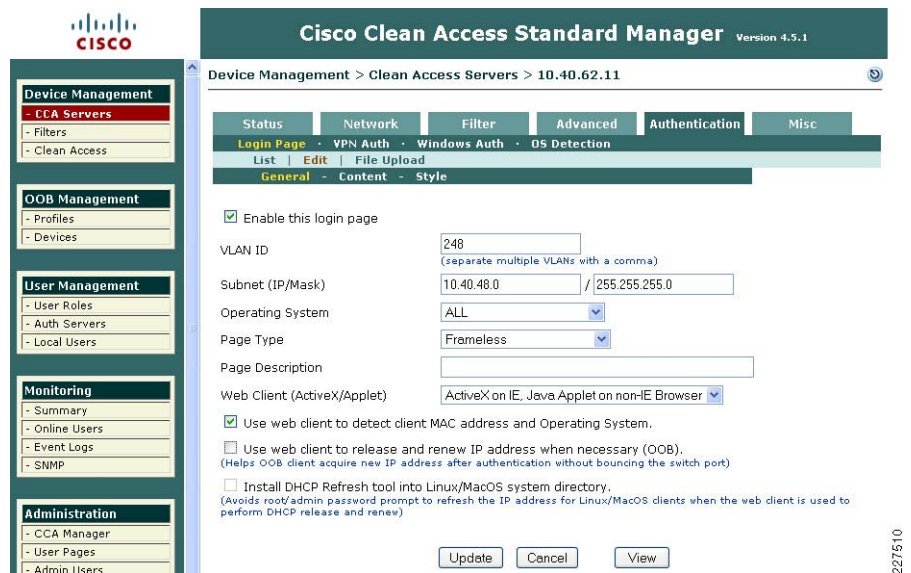 CISCO
Cisco Clean Access Standard Manager Version 4.5.1
Device Management > Clean Access Servers > 10.40.62.11
Device Management
- CCA Servers
- Filters
- Clean Access
OOB Management
- Profiles
- Devices
User Management
- User Roles
- Auth Servers
- Local Users
Monitoring
- Summary
- Online Users
- Event Logs
- SNMP
Administration
- CCA Manager
- User Pages
- Admin Users
Status Network Filter Advanced Authentication Misc
Login Page · VPN Auth · Windows Auth · OS Detection
List | Edit | File Upload
General - Content - Style
Enable this login page
VLAN ID 248
(separate multiple VLANs with a comma)
Subnet (IP/Mask) 10.40.48.0 / 255.255.255.0
Operating System ALL
Page Type Frameless
Page Description
Web Client (ActiveX/Applet) ActiveX on IE, Java Applet on non-IE Browser
Use web client to detect client MAC address and Operating System.
Use web client to release and renew IP address when necessary (OOB).
(Helps OOB client acquire new IP address after authentication without bouncing the switch port)
Install DHCP Refresh tool into Linux/MacOS system directory.
(Avoids root/admin password prompt to refresh the IP address for Linux/MacOS clients when the web client is used to
perform DHCP release and renew)
Update Cancel View
227510